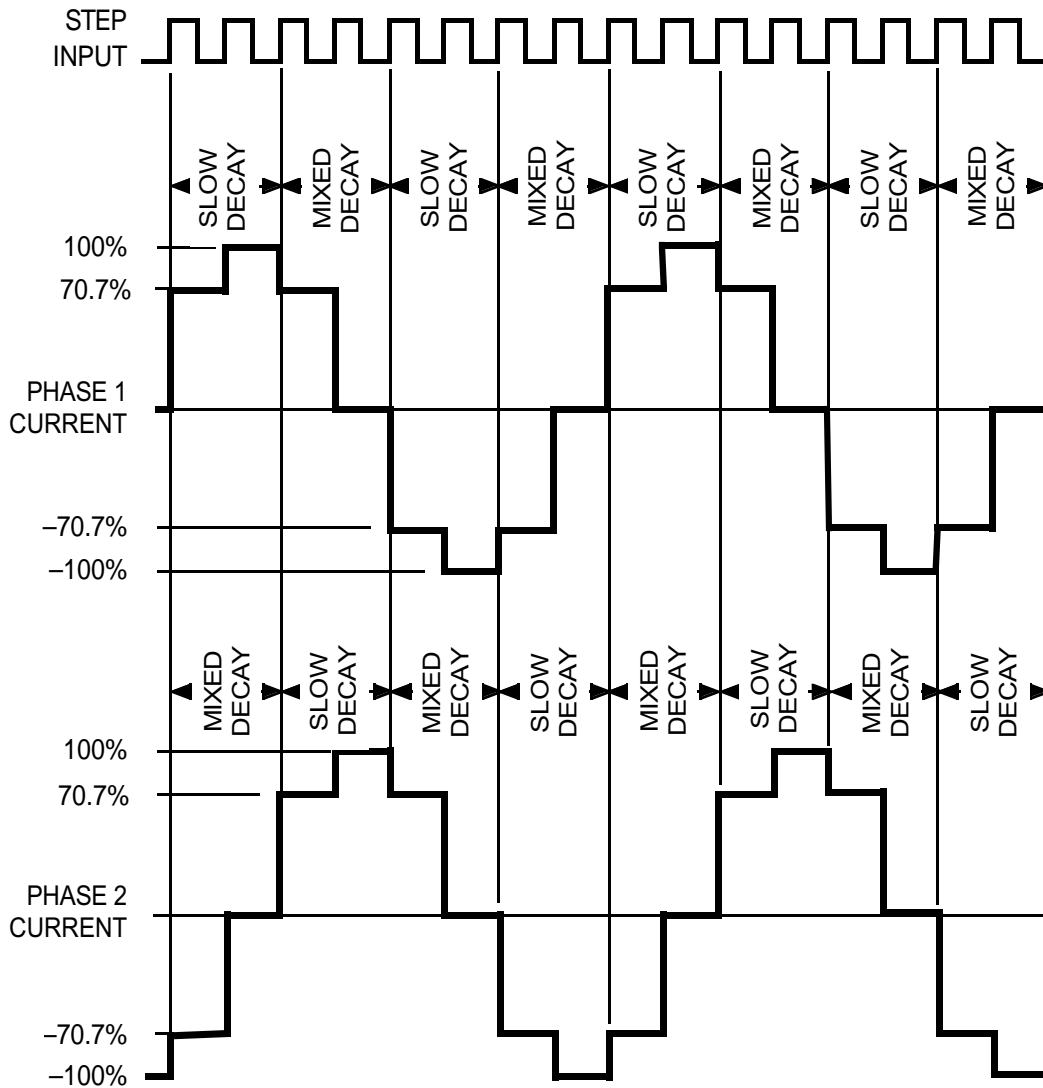 STEP
INPUT
SLOW
DECAY
MIXED
DECAY
SLOW
DECAY
MIXED
DECAY
SLOW
DECAY
MIXED
DECAY
SLOW
DECAY
MIXED
DECAY
100%
70.7%
PHASE 1
CURRENT
–70.7%
–100%
MIXED
DECAY
SLOW
DECAY
MIXED
DECAY
SLOW
DECAY
MIXED
DECAY
SLOW
DECAY
MIXED
DECAY
SLOW
DECAY
100%
70.7%
PHASE 2
CURRENT
–70.7%
–100%